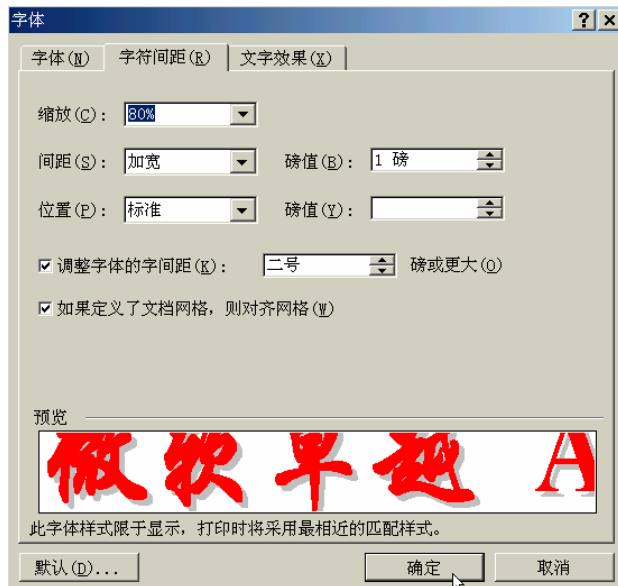 字体
字体(N) 字符间距(R) 文字效果(X)
缩放(C): 80%
间距(S): 加宽 磅值(B): 1 磅
位置(P): 标准 磅值(Y):
调整字体的字间距(K): 二号 磅或更大(O)
如果定义了文档网格，则对齐网格(W)
预览
微软卓越 A
此字体样式限于显示，打印时将采用最相近的匹配样式。
默认(D)... 确定 取消